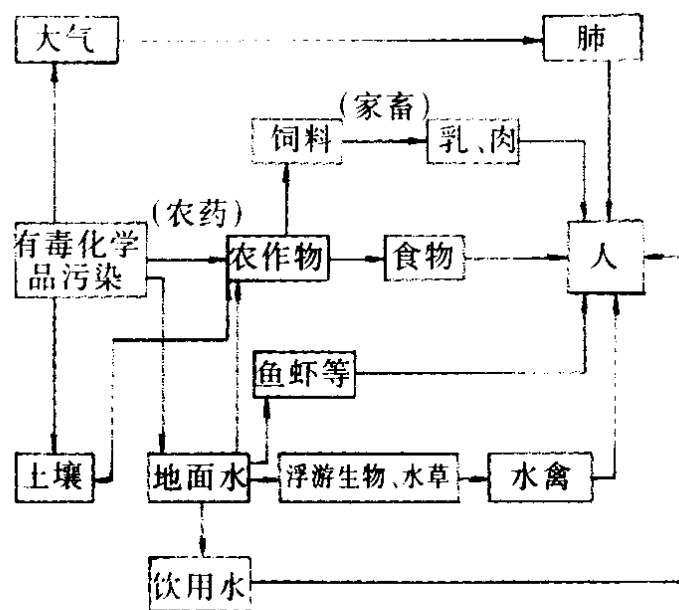 大气
肺
(家畜)
饲料
乳、肉
(农药)
有毒化学
品污染
农作物
食物
人
鱼虾等
土壤
地面水
浮游生物、水草
水禽
饮用水